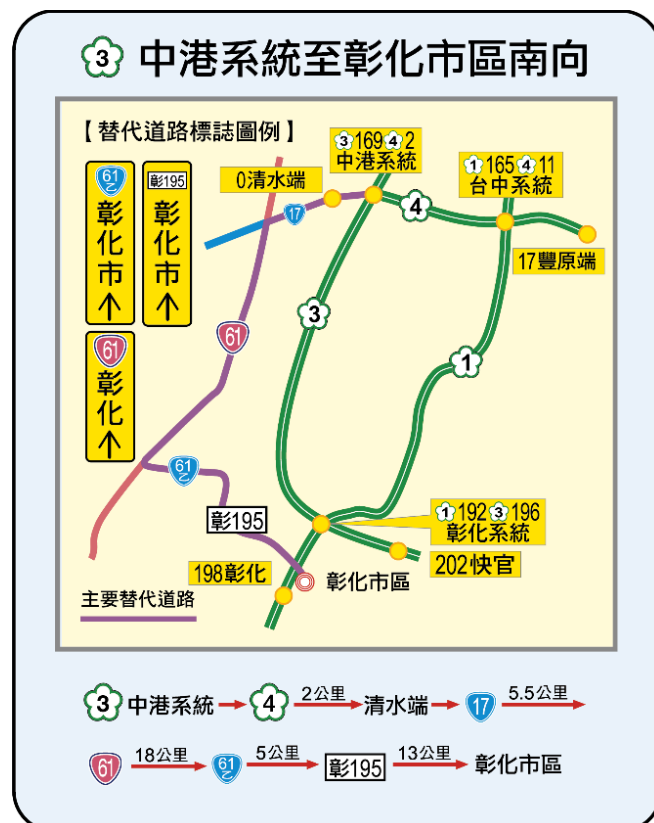 3 中港系統至彰化市區南向
【替代道路標誌圖例】
61乙 彰化市↑
彰195 彰化市↑
61 彰化↑
3 169 4 2
中港系統
1 165 4 11
台中系統
0清水端
17
4
17豐原端
3
61
1
61乙
彰195
1 192 3 196
彰化系統
202快官
198彰化
彰化市區
主要替代道路
3 中港系統 → 4 2公里 → 清水端 → 17 5.5公里 →
61 18公里 → 61乙 5公里 → 彰195 13公里 → 彰化市區